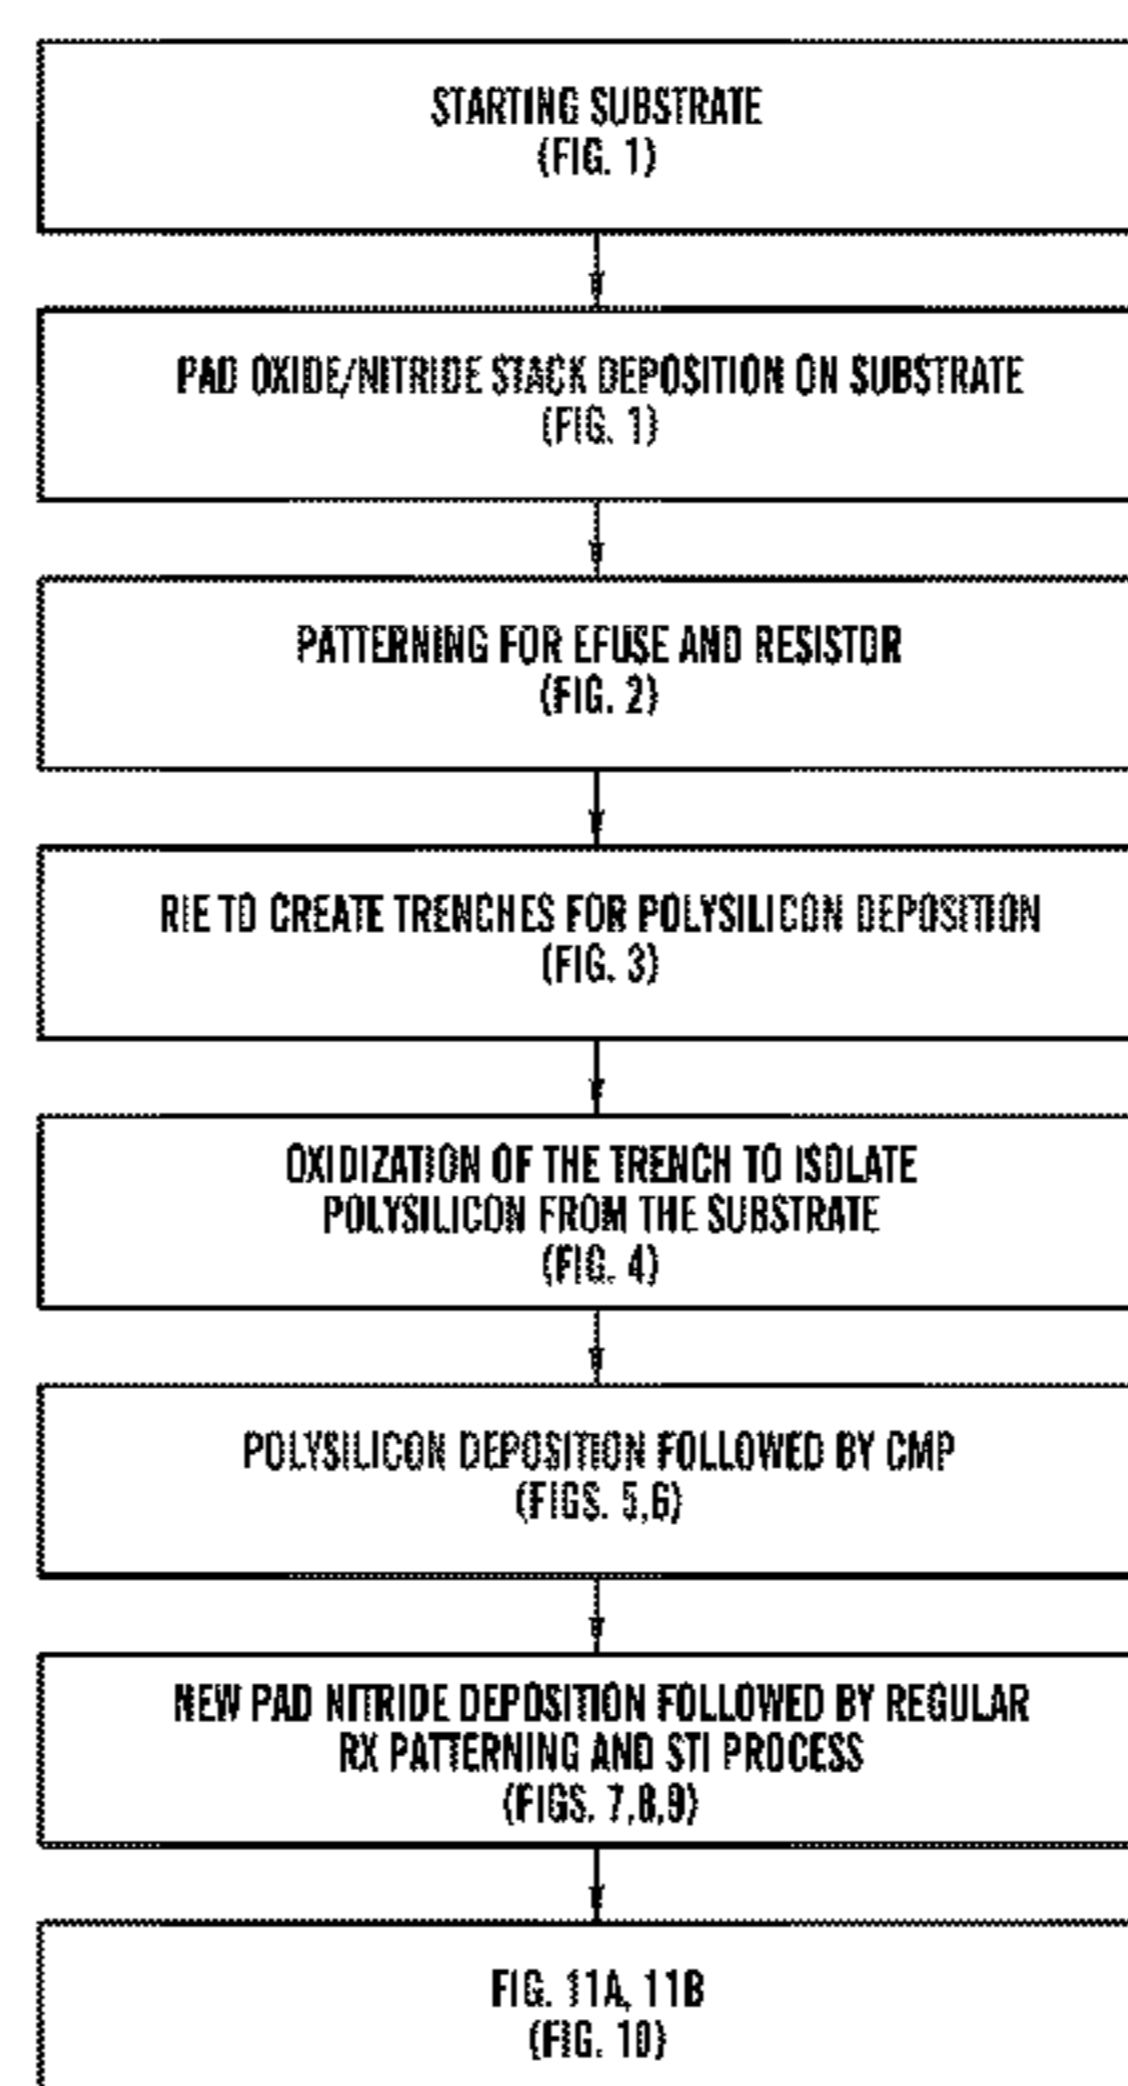 STARTING SUBSTRATE
(FIG. 1)
PAD OXIDE/NITRIDE STACK DEPOSITION ON SUBSTRATE
(FIG. 1)
PATTERNING FOR EFUSE AND RESISTOR
(FIG. 2)
RIE TO CREATE TRENCHES FOR POLYSILICON DEPOSITION
(FIG. 3)
OXIDIZATION OF THE TRENCH TO ISOLATE
POLYSILICON FROM THE SUBSTRATE
(FIG. 4)
POLYSILICON DEPOSITION FOLLOWED BY CMP
(FIGS. 5,6)
NEW PAD NITRIDE DEPOSITION FOLLOWED BY REGULAR
RX PATTERNING AND STI PROCESS
(FIGS. 7,8,9)
FIG. 11A, 11B
(FIG. 10)